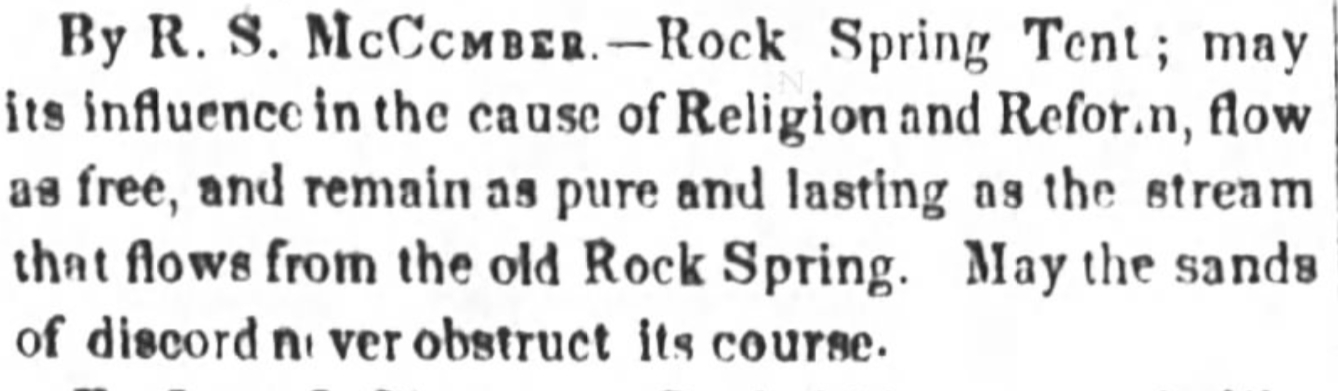 By R. S. McCOMBER.—Rock Spring Tent; may
its influence in the cause of Religion and Reform, flow
as free, and remain as pure and lasting as the stream
that flows from the old Rock Spring. May the sands
of discord never obstruct its course.